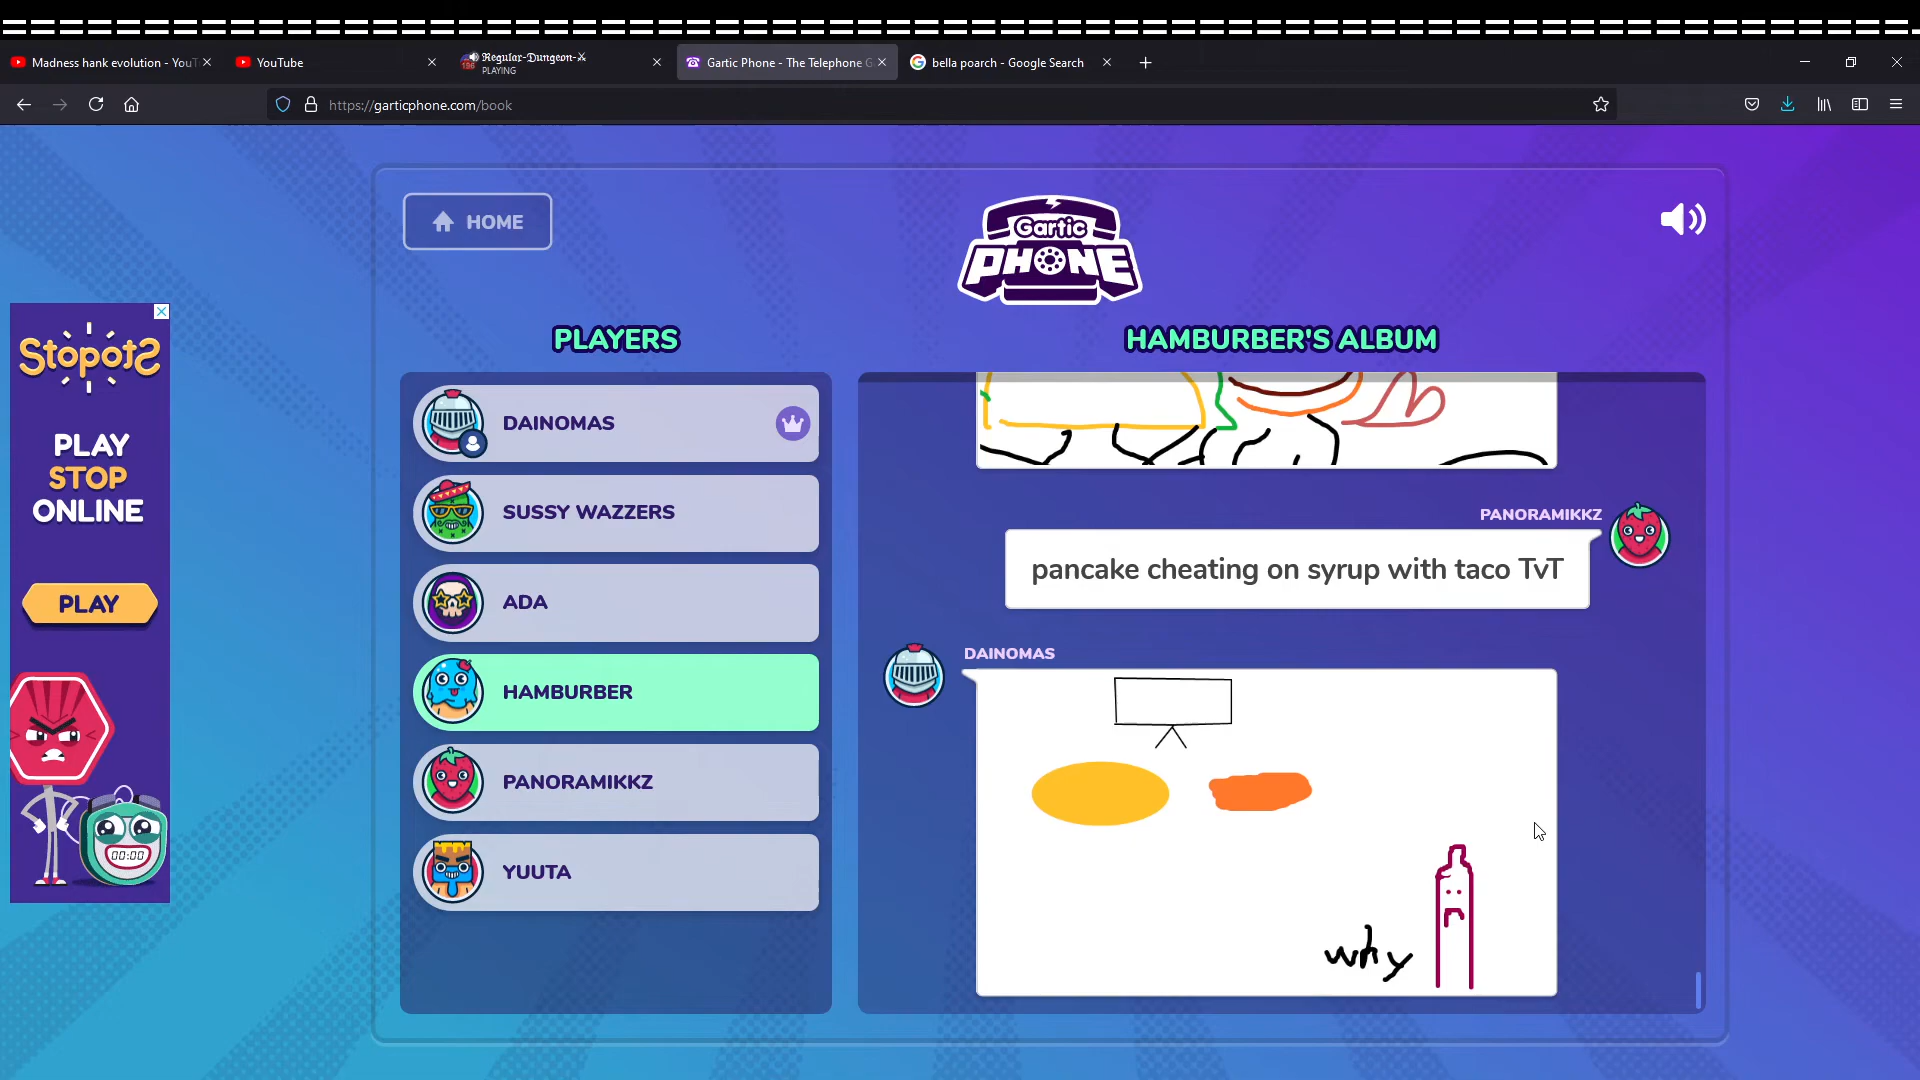 Madness hank evolution - YouT
YouTube
𝕽𝖊𝖌𝖚𝖑𝖆𝖗-𝕯𝖚𝖓𝖌𝖊𝖔𝖓-⚔
PLAYING
Gartic Phone - The Telephone G
bella poarch - Google Search
https://garticphone.com/book
HOME
Gartic
PHONE
PLAYERS
HAMBURBER'S ALBUM
StopotS
PLAY
STOP
ONLINE
PLAY
00:00
DAINOMAS
SUSSY WAZZERS
ADA
HAMBURBER
PANORAMIKKZ
YUUTA
PANORAMIKKZ
pancake cheating on syrup with taco TvT
DAINOMAS
why